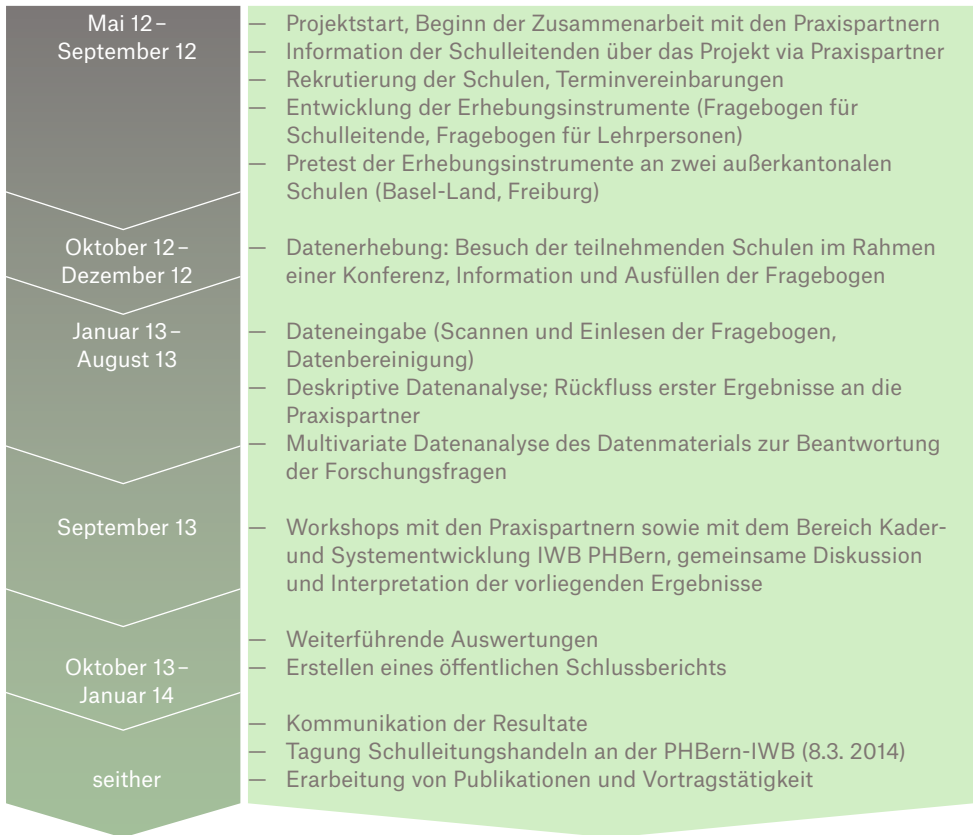 Mai 12 –
September 12
— Projektstart, Beginn der Zusammenarbeit mit den Praxispartnern
— Information der Schulleitenden über das Projekt via Praxispartner
— Rekrutierung der Schulen, Terminvereinbarungen
— Entwicklung der Erhebungsinstrumente (Fragebogen für
Schulleitende, Fragebogen für Lehrpersonen)
— Pretest der Erhebungsinstrumente an zwei außerkantonalen
Schulen (Basel-Land, Freiburg)
Oktober 12 –
Dezember 12
— Datenerhebung: Besuch der teilnehmenden Schulen im Rahmen
einer Konferenz, Information und Ausfüllen der Fragebogen
Januar 13 –
August 13
— Dateneingabe (Scannen und Einlesen der Fragebogen,
Datenbereinigung)
— Deskriptive Datenanalyse; Rückfluss erster Ergebnisse an die
Praxispartner
— Multivariate Datenanalyse des Datenmaterials zur Beantwortung
der Forschungsfragen
September 13
— Workshops mit den Praxispartnern sowie mit dem Bereich Kader-
und Systementwicklung IWB PHBern, gemeinsame Diskussion
und Interpretation der vorliegenden Ergebnisse
Oktober 13 –
Januar 14
— Weiterführende Auswertungen
— Erstellen eines öffentlichen Schlussberichts
seither
— Kommunikation der Resultate
— Tagung Schulleitungshandeln an der PHBern-IWB (8.3. 2014)
— Erarbeitung von Publikationen und Vortragstätigkeit